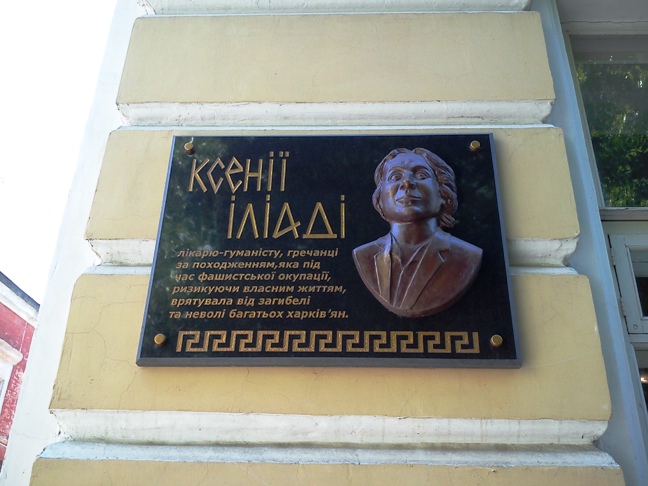 Ксенії
Іліаді
лікарю-гуманісту, гречанці
за походженням,яка під
час фашистської окупації,
ризикуючи власним життям,
врятувала від загибелі
та неволі багатьох харків'ян.